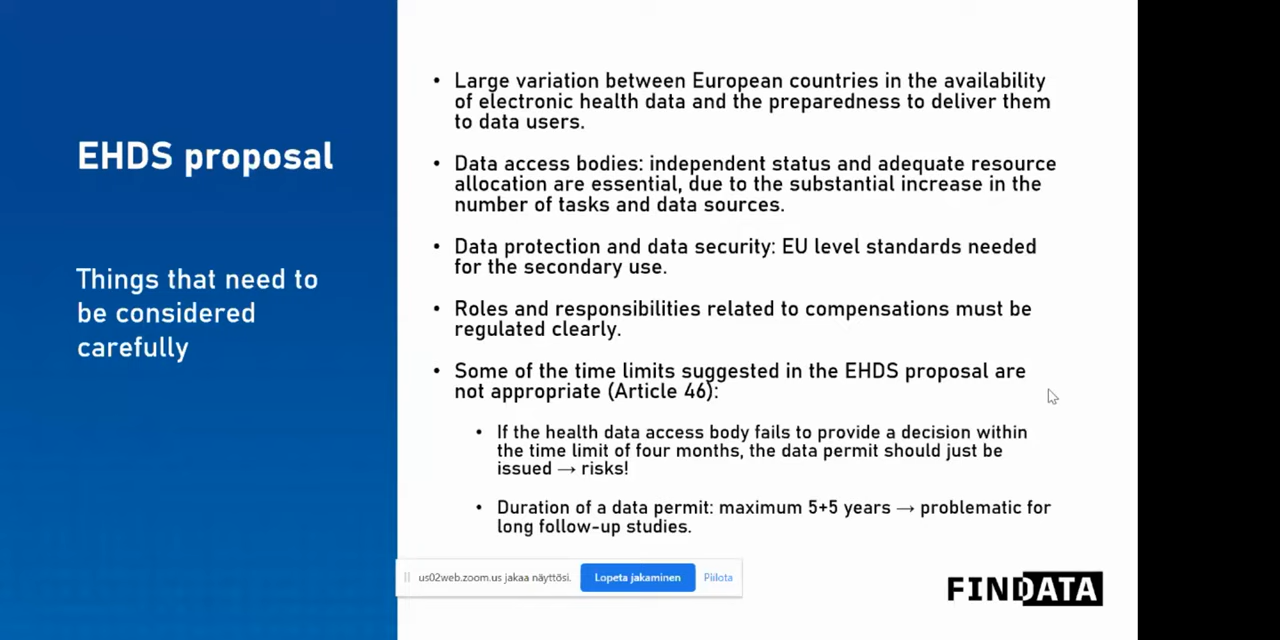 EHDS proposal
Things that need to
be considered
carefully
• Large variation between European countries in the availability
of electronic health data and the preparedness to deliver them
to data users.
• Data access bodies: independent status and adequate resource
allocation are essential, due to the substantial increase in the
number of tasks and data sources.
• Data protection and data security: EU level standards needed
for the secondary use.
• Roles and responsibilities related to compensations must be
regulated clearly.
• Some of the time limits suggested in the EHDS proposal are
not appropriate (Article 46):
• If the health data access body fails to provide a decision within
the time limit of four months, the data permit should just be
issued → risks!
• Duration of a data permit: maximum 5+5 years → problematic for
long follow-up studies.
us02web.zoom.us jakaa näyttösi.
Lopeta jakaminen
Piilota
FINDATA